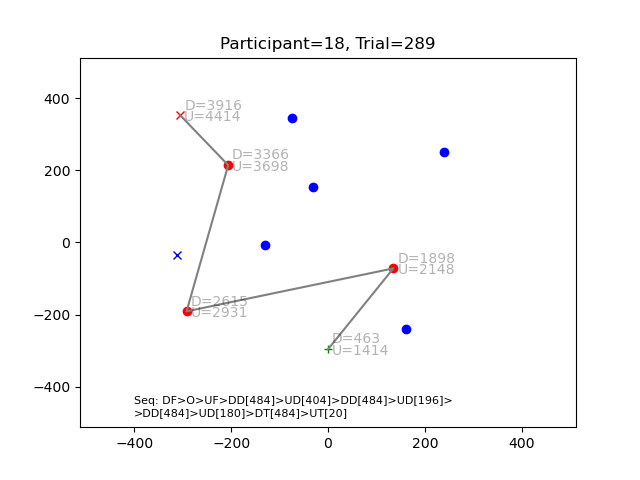 Participant=18, Trial=289
D=3916
U=4414
D=3366
U=3698
D=1898
U=2148
D=2615
U=2931
D=463
U=1414
Seq: DF>O>UF>DD[484]>UD[404]>DD[484]>UD[196]>
>DD[484]>UD[180]>DT[484]>UT[20]
400
200
0
−200
−400
−400
−200
0
200
400